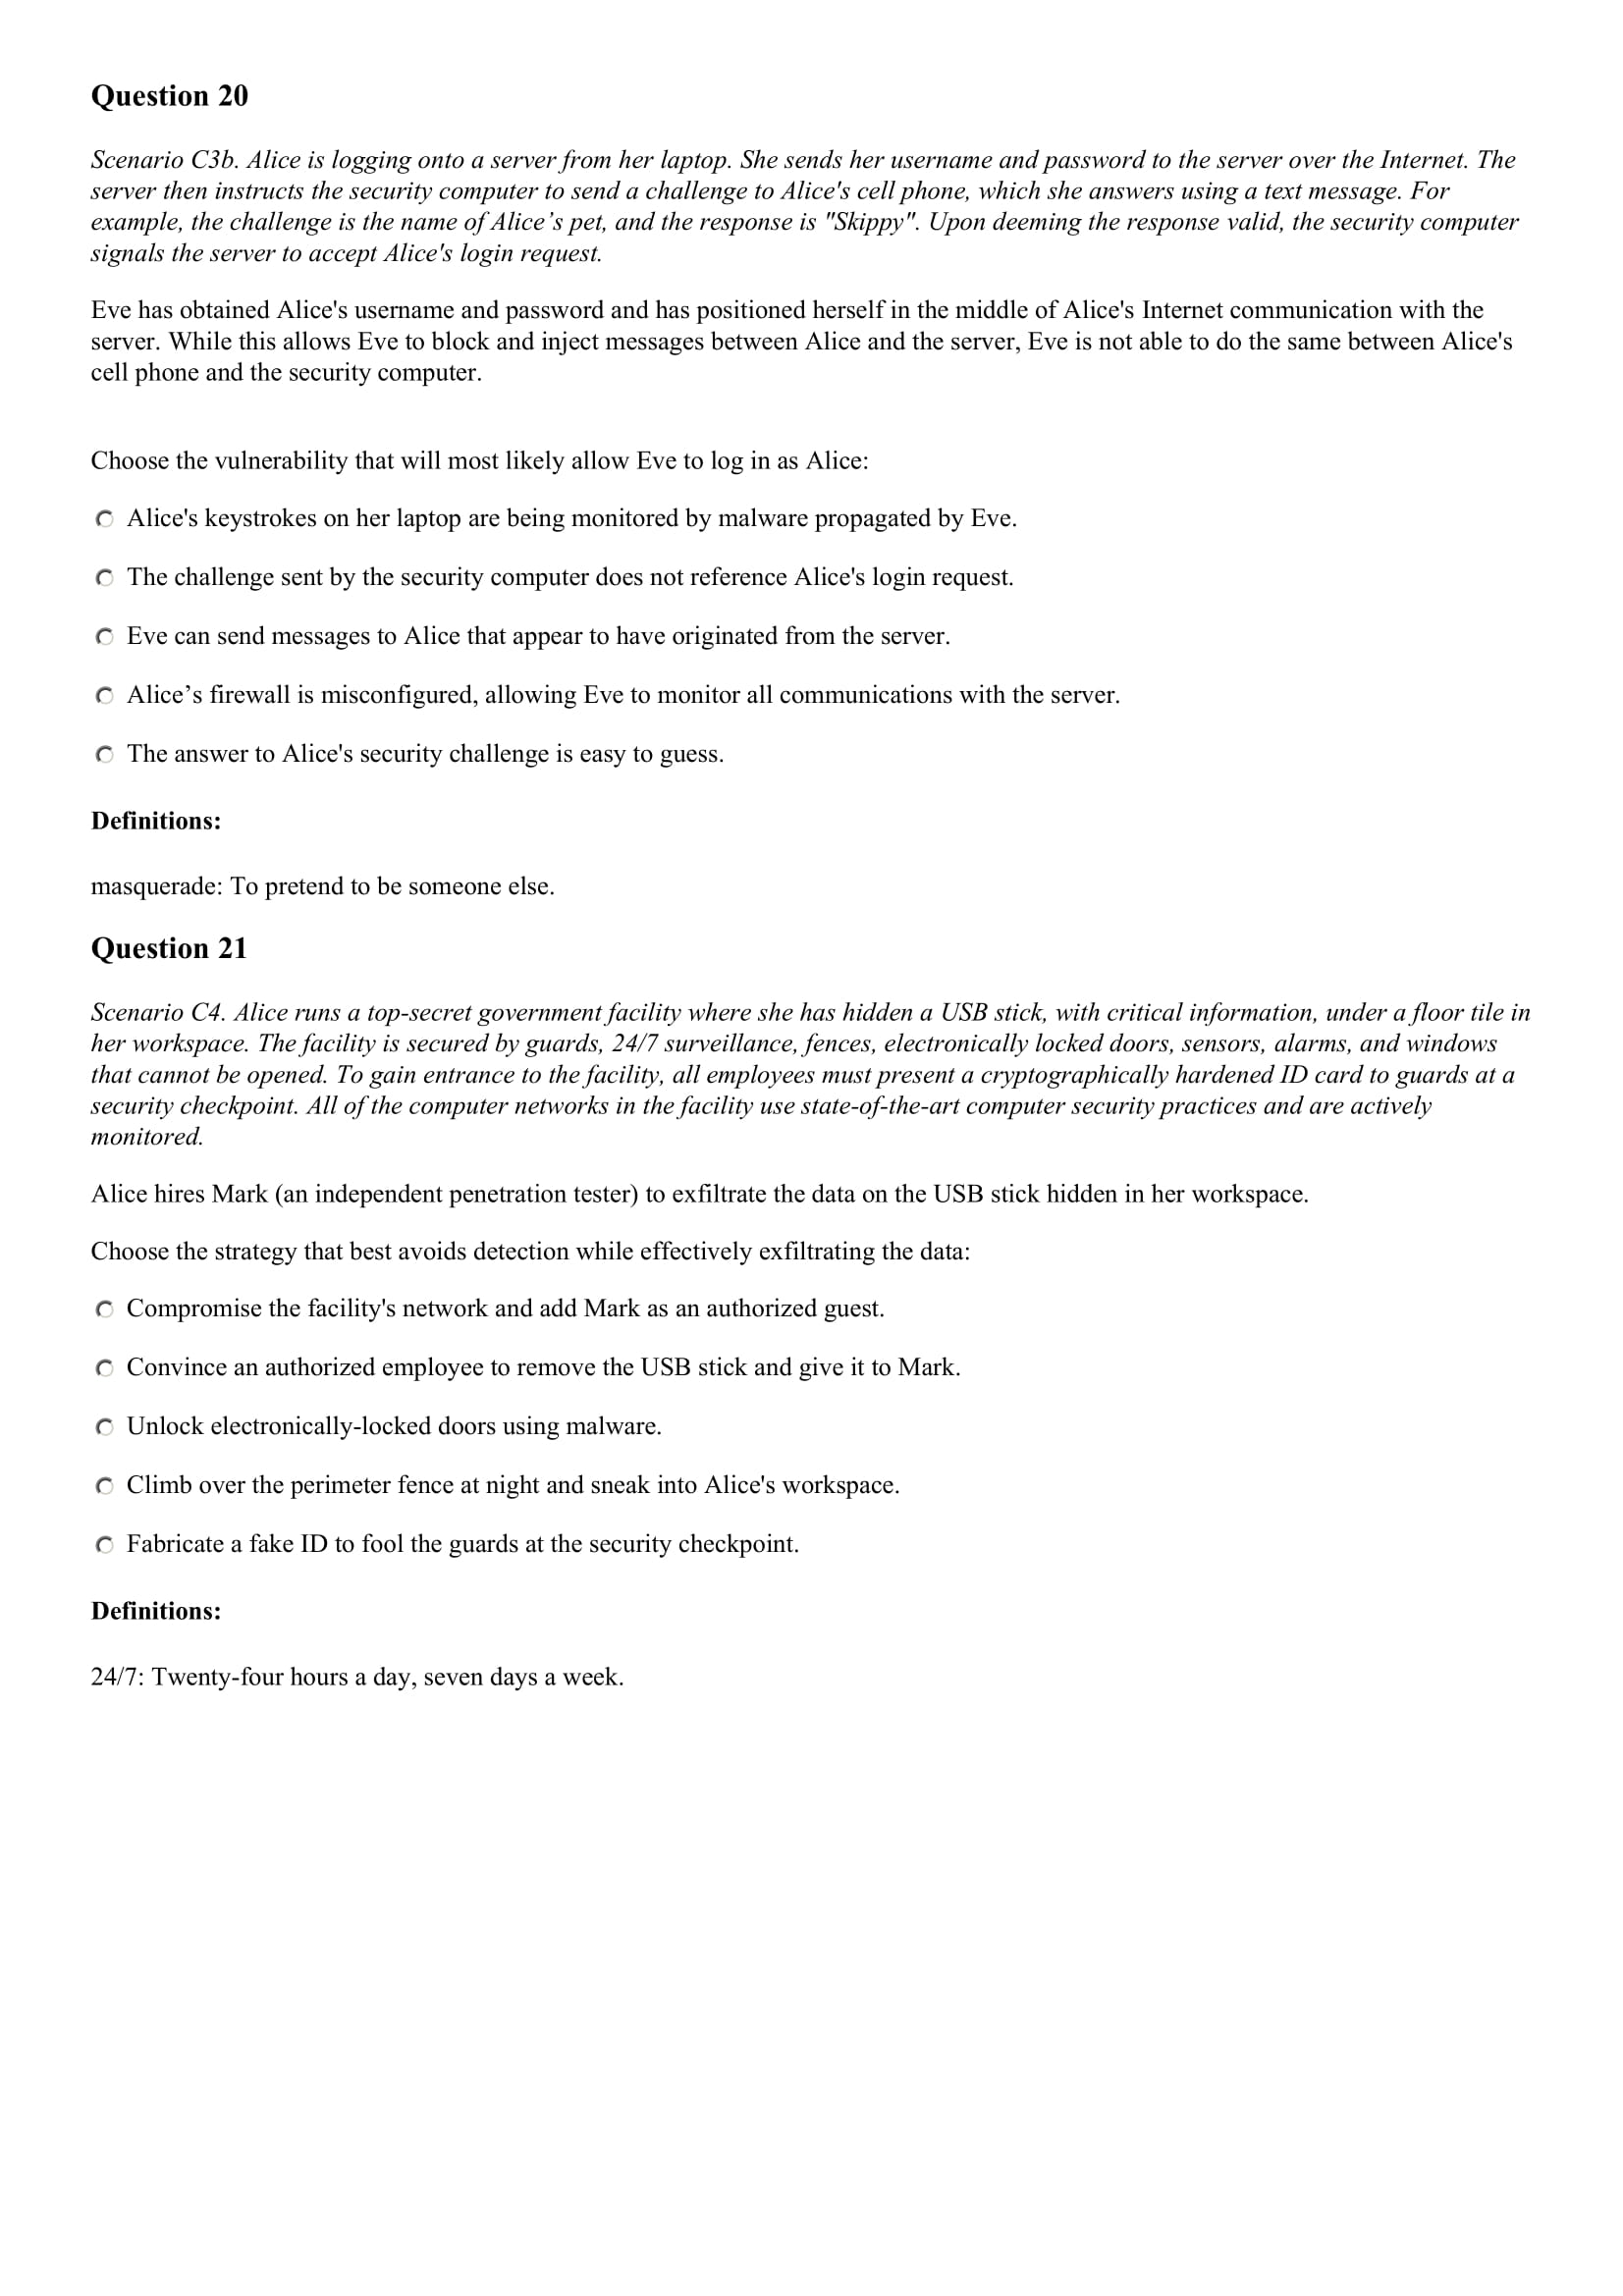 Question 20
Scenario C3b. Alice is logging onto a server from her laptop. She sends her username and password to the server over the Internet. The
server then instructs the security computer to send a challenge to Alice's cell phone, which she answers using a text message. For
example, the challenge is the name of Alice’s pet, and the response is "Skippy". Upon deeming the response valid, the security computer
signals the server to accept Alice's login request.
Eve has obtained Alice's username and password and has positioned herself in the middle of Alice's Internet communication with the
server. While this allows Eve to block and inject messages between Alice and the server, Eve is not able to do the same between Alice's
cell phone and the security computer.
Choose the vulnerability that will most likely allow Eve to log in as Alice:
Alice's keystrokes on her laptop are being monitored by malware propagated by Eve.
The challenge sent by the security computer does not reference Alice's login request.
Eve can send messages to Alice that appear to have originated from the server.
Alice’s firewall is misconfigured, allowing Eve to monitor all communications with the server.
The answer to Alice's security challenge is easy to guess.
Definitions:
masquerade: To pretend to be someone else.
Question 21
Scenario C4. Alice runs a top-secret government facility where she has hidden a USB stick, with critical information, under a floor tile in
her workspace. The facility is secured by guards, 24/7 surveillance, fences, electronically locked doors, sensors, alarms, and windows
that cannot be opened. To gain entrance to the facility, all employees must present a cryptographically hardened ID card to guards at a
security checkpoint. All of the computer networks in the facility use state-of-the-art computer security practices and are actively
monitored.
Alice hires Mark (an independent penetration tester) to exfiltrate the data on the USB stick hidden in her workspace.
Choose the strategy that best avoids detection while effectively exfiltrating the data:
Compromise the facility's network and add Mark as an authorized guest.
Convince an authorized employee to remove the USB stick and give it to Mark.
Unlock electronically-locked doors using malware.
Climb over the perimeter fence at night and sneak into Alice's workspace.
Fabricate a fake ID to fool the guards at the security checkpoint.
Definitions:
24/7: Twenty-four hours a day, seven days a week.